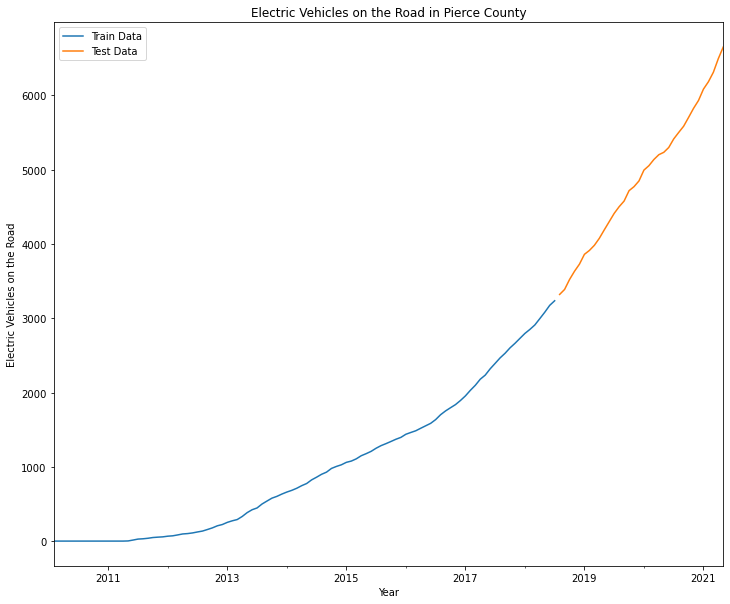 Electric Vehicles on the Road in Pierce County
Train Data
Test Data
6000
5000
4000
3000
2000
1000
0
Electric Vehicles on the Road
2011
2013
2015
2017
2019
2021
Year